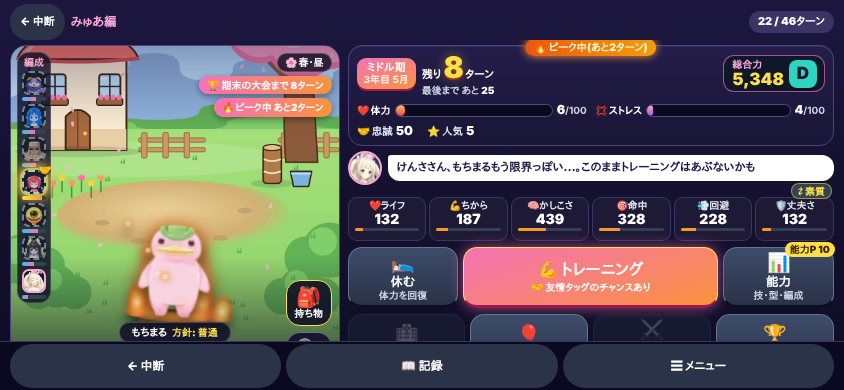 ← 中断 みゅあ編
22 / 46ターン
編成
🌸春・昼
🏆期末の大会まで 8ターン
🔥ピーク中 あと2ターン
もちまる 方針: 普通
🎒
持ち物
🔥ピーク中(あと2ターン)
ミドル期
3年目 5月
残り8ターン
最後まで あと 25
総合力
5,348 D
❤️体力 6/100 💢ストレス 4/100
🤝忠誠 50 ⭐人気 5
けんささん、もちまるもう限界っぽい…。このままトレーニングはあぶないかも
⇄素質
❤️ライフ
132
💪ちから
187
🧠かしこさ
439
🎯命中
328
💨回避
228
🛡️丈夫さ
132
休む
体力を回復
💪トレーニング
🤝友情タッグのチャンスあり
能力P 10
能力
技・型・編成
← 中断
📖 記録
☰メニュー